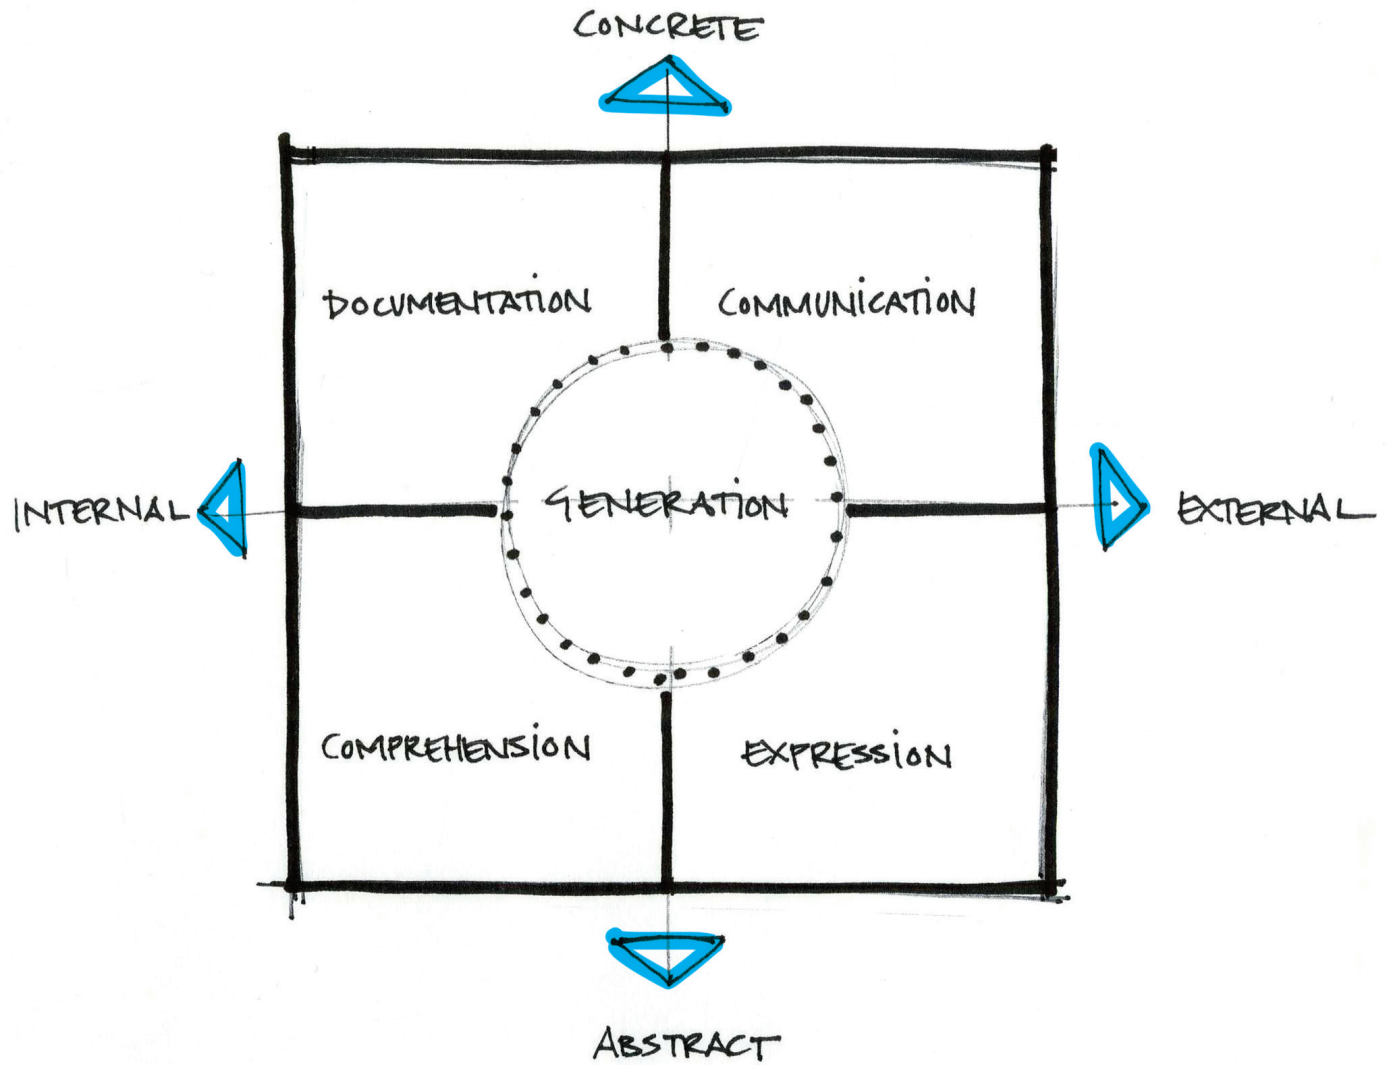 CONCRETE
DOCUMENTATION
COMMUNICATION
INTERNAL
GENERATION
EXTERNAL
COMPREHENSION
EXPRESSION
ABSTRACT